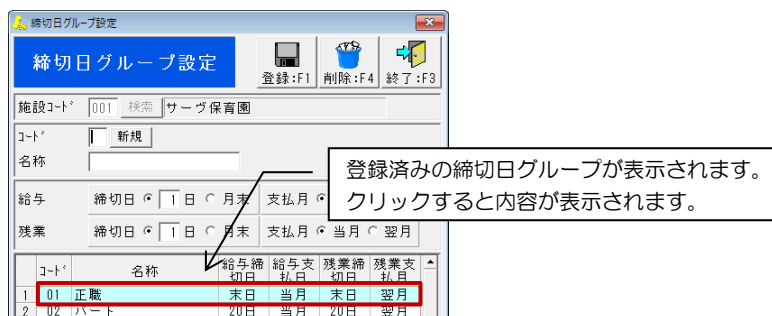 締切日グループ設定
締切日グループ設定
登録:F1 削除:F4 終了:F3
施設ｺｰﾄﾞ 001 検索 サーヴ保育園
ｺｰﾄﾞ 新規
名称
登録済みの締切日グループが表示されます。
クリックすると内容が表示されます。
給与 締切日 1 日 月末 支払月
残業 締切日 1 日 月末 支払月 当月 翌月
ｺｰﾄﾞ 名称 給与締切日 給与支払月 残業締切日 残業支払月
1 01 正職 末日 当月 末日 翌月
2 02 パート 20日 当月 20日 翌月